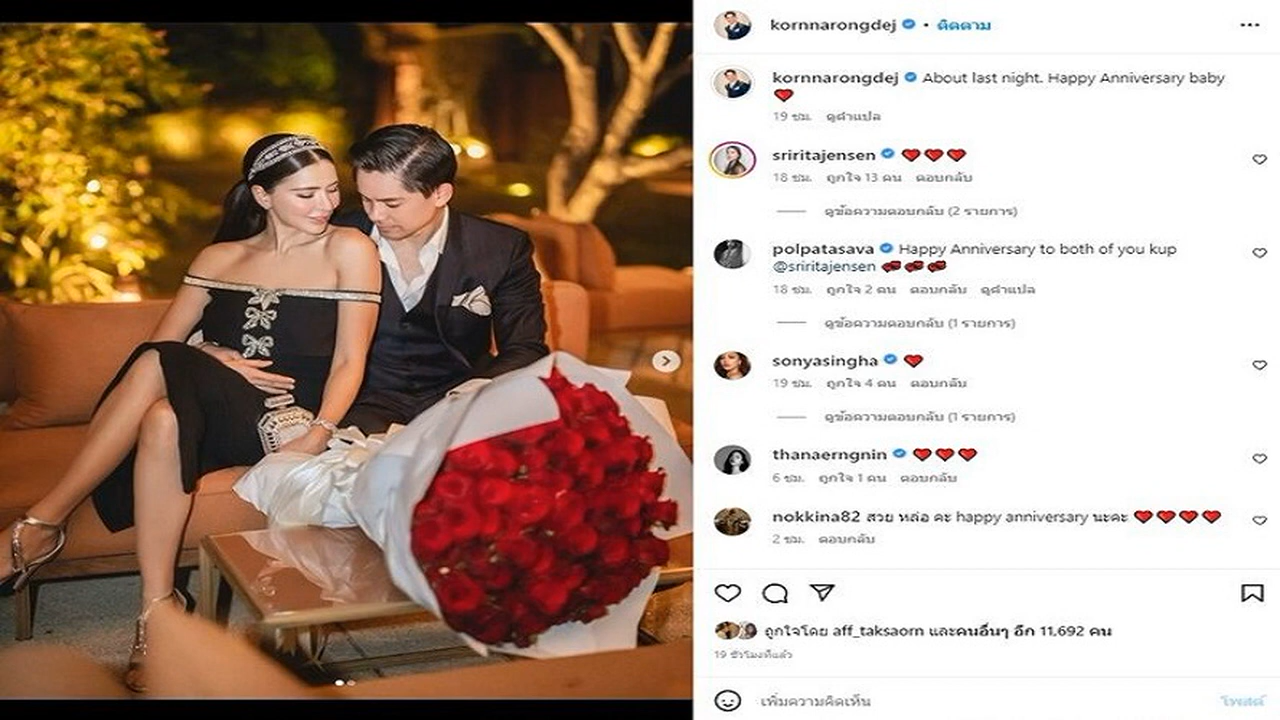 kornnarongdej • ติดตาม
kornnarongdej About last night. Happy Anniversary baby
❤️
19 ชม. ดูคำแปล
sriritajensen ❤️❤️❤️
18 ชม. ถูกใจ 13 คน ตอบกลับ
ดูข้อความตอบกลับ (2 รายการ)
polpatasava Happy Anniversary to both of you kup
@sriritajensen
18 ชม. ถูกใจ 2 คน ตอบกลับ ดูคำแปล
ดูข้อความตอบกลับ (1 รายการ)
sonyasingha ❤️
19 ชม. ถูกใจ 4 คน ตอบกลับ
ดูข้อความตอบกลับ (1 รายการ)
thanaerngnin ❤️❤️❤️
6 ชม. ถูกใจ 1 คน ตอบกลับ
nokkina82 สวย หล่อ คะ happy anniversary นะคะ ❤️❤️❤️❤️
2 ชม. ตอบกลับ
ถูกใจโดย aff_taksaorn และคนอื่นๆ อีก 11,692 คน
19 ชั่วโมงที่แล้ว
เพิ่มความคิดเห็น โพสต์